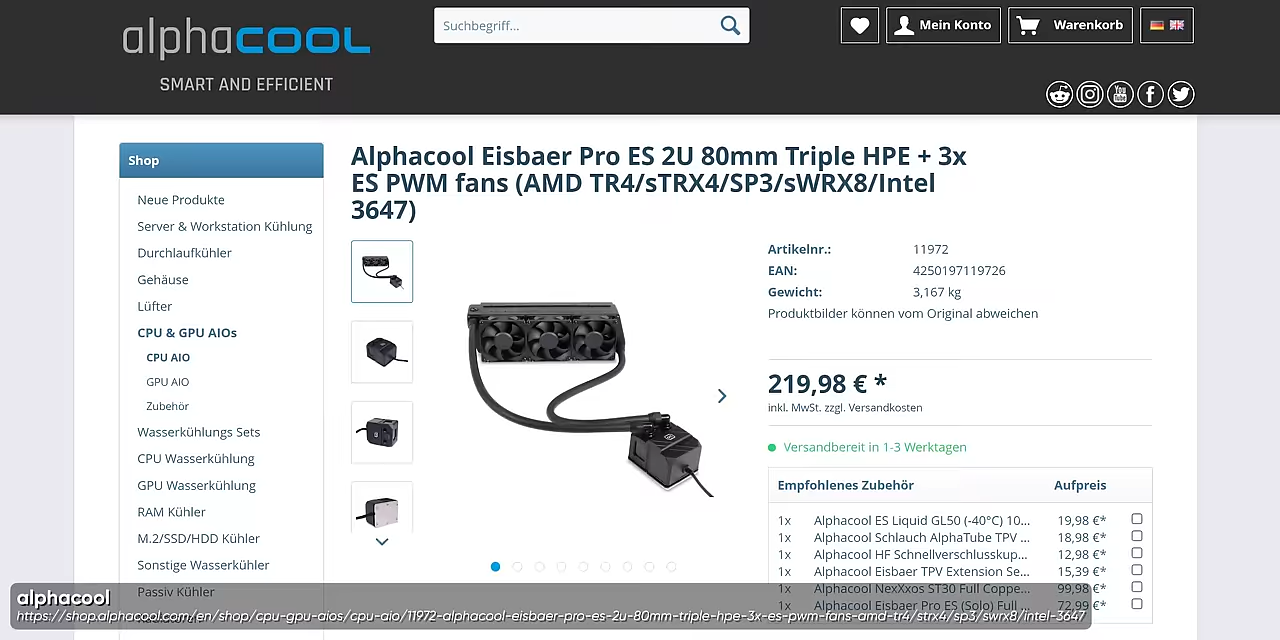 alphacool
SMART AND EFFICIENT
Suchbegriff...
Mein Konto
Warenkorb
Shop
Neue Produkte
Server & Workstation Kühlung
Durchlaufkühler
Gehäuse
Lüfter
CPU & GPU AIOs
CPU AIO
GPU AIO
Zubehör
Wasserkühlungs Sets
CPU Wasserkühlung
GPU Wasserkühlung
RAM Kühler
M.2/SSD/HDD Kühler
Sonstige Wasserkühler
Passiv Kühler
Alphacool Eisbaer Pro ES 2U 80mm Triple HPE + 3x
ES PWM fans (AMD TR4/sTRX4/SP3/sWRX8/Intel
3647)
Artikelnr.: 11972
EAN: 4250197119726
Gewicht: 3,167 kg
Produktbilder können vom Original abweichen
219,98 € *
inkl. MwSt. zzgl. Versandkosten
Versandbereit in 1-3 Werktagen
Empfohlenes Zubehör Aufpreis
1x Alphacool ES Liquid GL50 (-40°C) 10... 19,98 €*
1x Alphacool Schlauch AlphaTube TPV ... 18,98 €*
1x Alphacool HF Schnellverschlusskup... 12,98 €*
1x Alphacool Eisbaer TPV Extension Se... 15,39 €*
1x Alphacool NexXxos ST30 Full Coppe... 99,98 €*
1x Alphacool Eisbaer Pro ES (Solo) Full ... 72,99 €*
alphacool
https://shop.alphacool.com/en/shop/cpu-gpu-aios/cpu-aio/11972-alphacool-eisbaer-pro-es-2u-80mm-triple-hpe-3x-es-pwm-fans-amd-tr4/strx4/sp3/swrx8/intel-3647